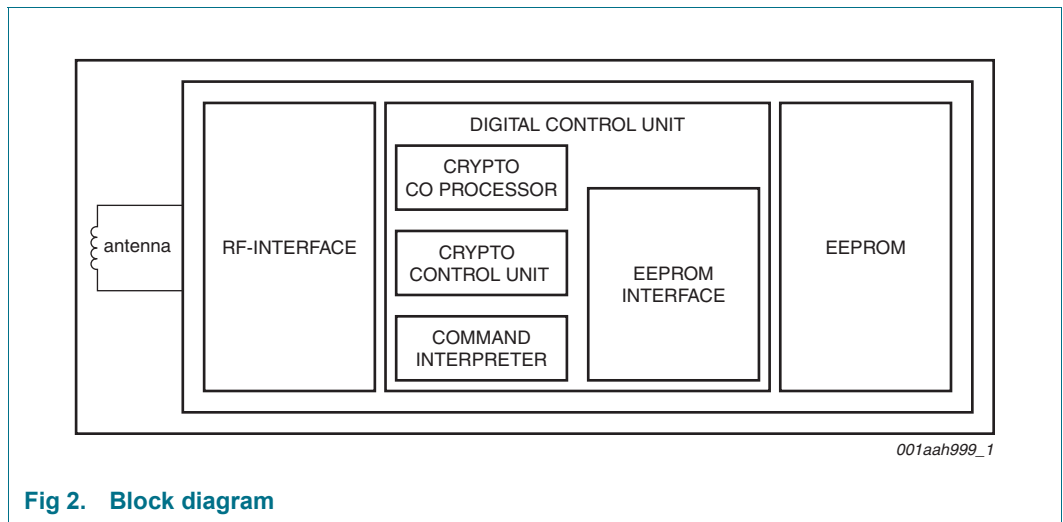 DIGITAL CONTROL UNIT
CRYPTO
CO PROCESSOR
antenna
RF-INTERFACE
CRYPTO
CONTROL UNIT
EEPROM
INTERFACE
EEPROM
COMMAND
INTERPRETER
001aah999_1
Fig 2. Block diagram